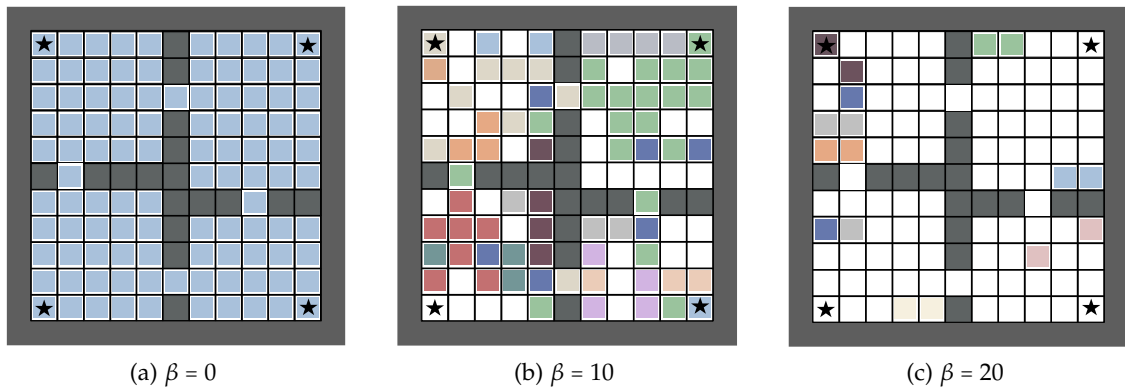 (a) β = 0
(b) β = 10
(c) β = 20